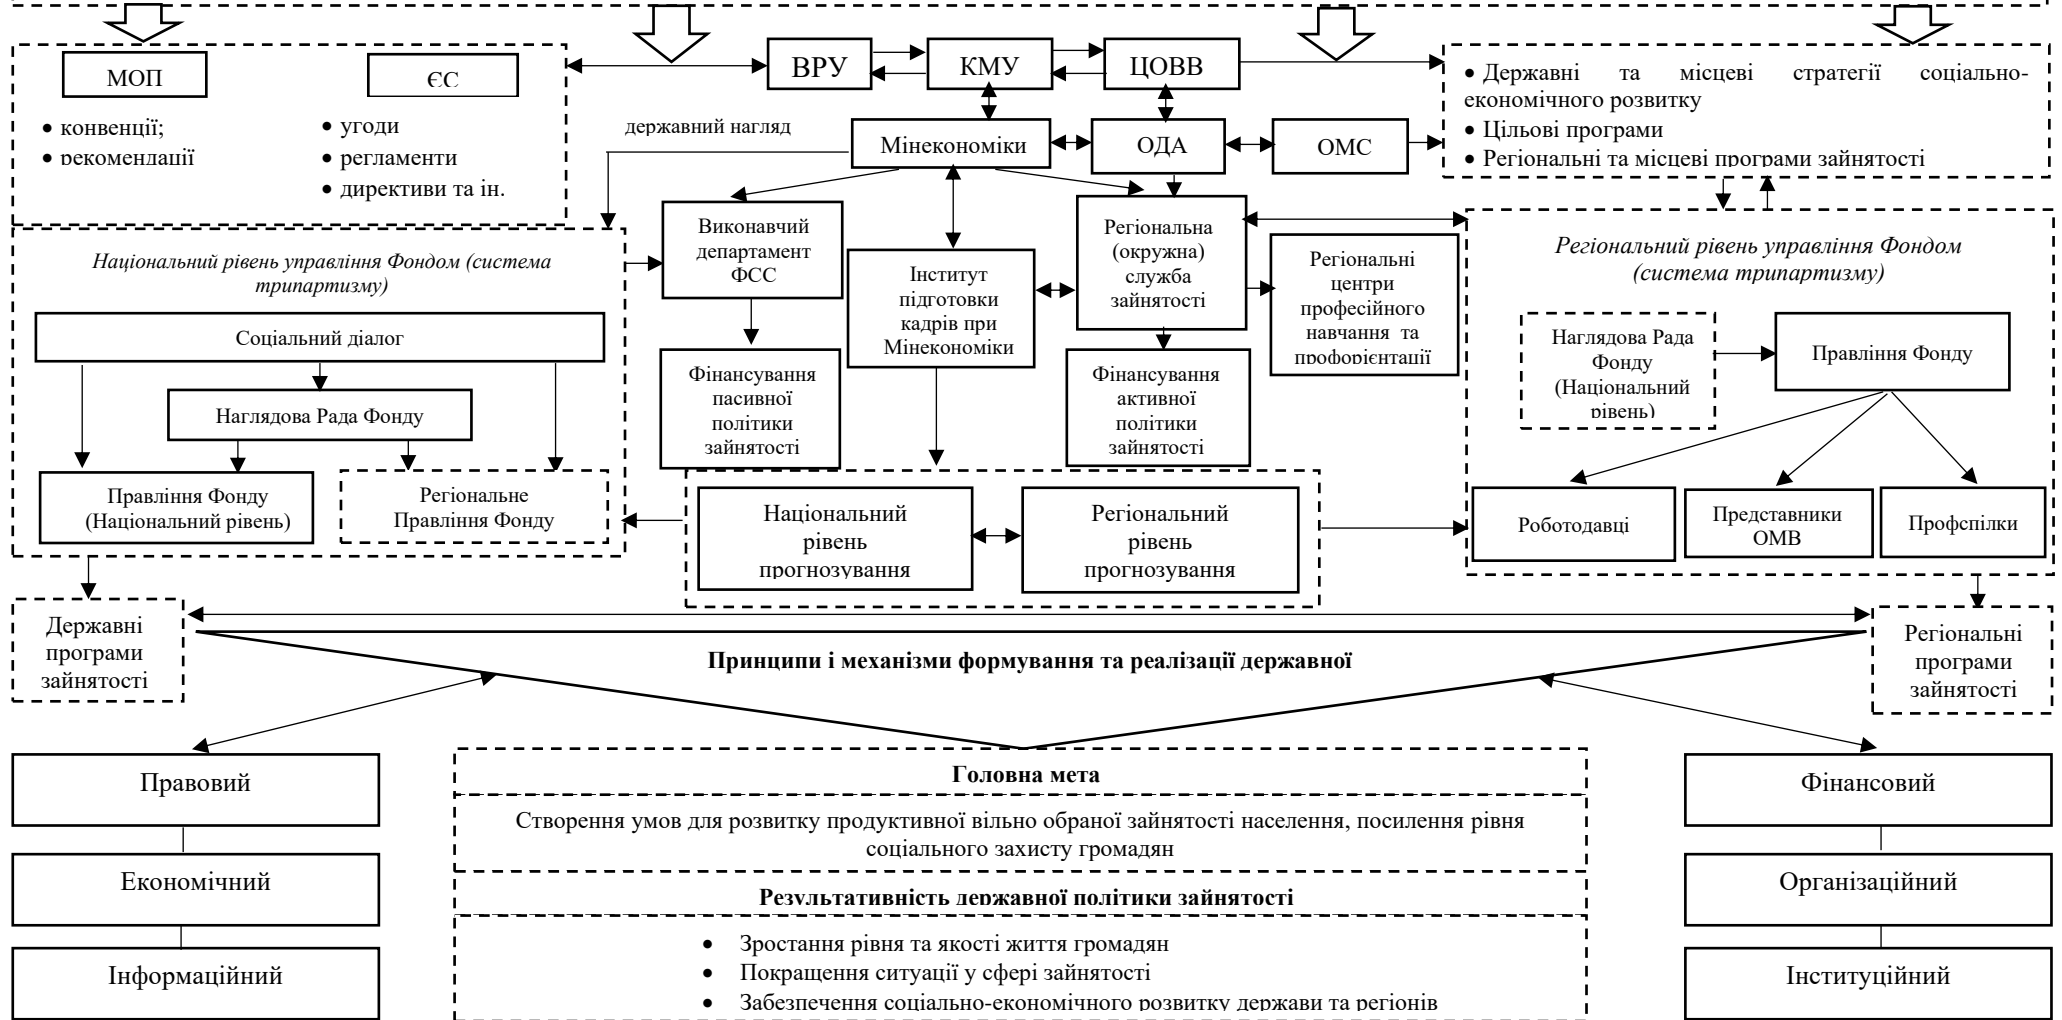 МОП
ЄС
• конвенції;
• рекомендації
• угоди
• регламенти
• директиви та ін.
ВРУ
КМУ
ЦОВВ
• Державні та місцеві стратегії соціально-
економічного розвитку
• Цільові програми
• Регіональні та місцеві програми зайнятості
державний нагляд
Мінекономіки
ОДА
ОМС
Національний рівень управління Фондом (система
трипартизму)
Соціальний діалог
Наглядова Рада Фонду
Правління Фонду
(Національний рівень)
Регіональне
Правління Фонду
Виконавчий
департамент
ФСС
Інститут
підготовки
кадрів при
Мінекономіки
Регіональна
(окружна)
служба
зайнятості
Регіональні
центри
професійного
навчання та
профорієнтації
Фінансування
пасивної
політики
зайнятості
Фінансування
активної
політики
зайнятості
Регіональний рівень управління Фондом
(система трипартизму)
Наглядова Рада
Фонду
(Національний
рівень)
Правління Фонду
Роботодавці
Представники
ОМВ
Профспілки
Національний
рівень
прогнозування
Регіональний
рівень
прогнозування
Державні
програми
зайнятості
Принципи і механізми формування та реалізації державної
Регіональні
програми
зайнятості
Правовий
Економічний
Інформаційний
Головна мета
Створення умов для розвитку продуктивної вільно обраної зайнятості населення, посилення рівня
соціального захисту громадян
Результативність державної політики зайнятості
• Зростання рівня та якості життя громадян
• Покращення ситуації у сфері зайнятості
• Забезпечення соціально-економічного розвитку держави та регіонів
Фінансовий
Організаційний
Інституційний